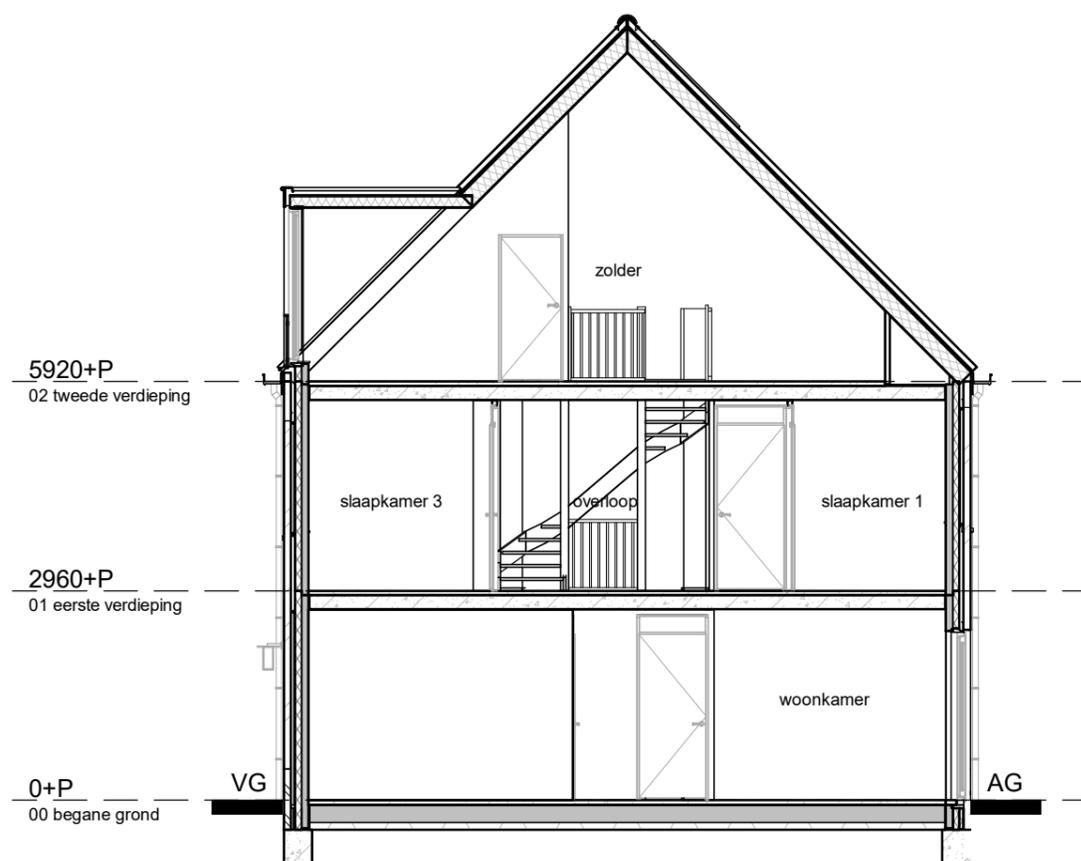 zolder
5920+P
02 tweede verdieping
slaapkamer 3
overloop
slaapkamer 1
2960+P
01 eerste verdieping
woonkamer
VG
AG
0+P
00 begane grond